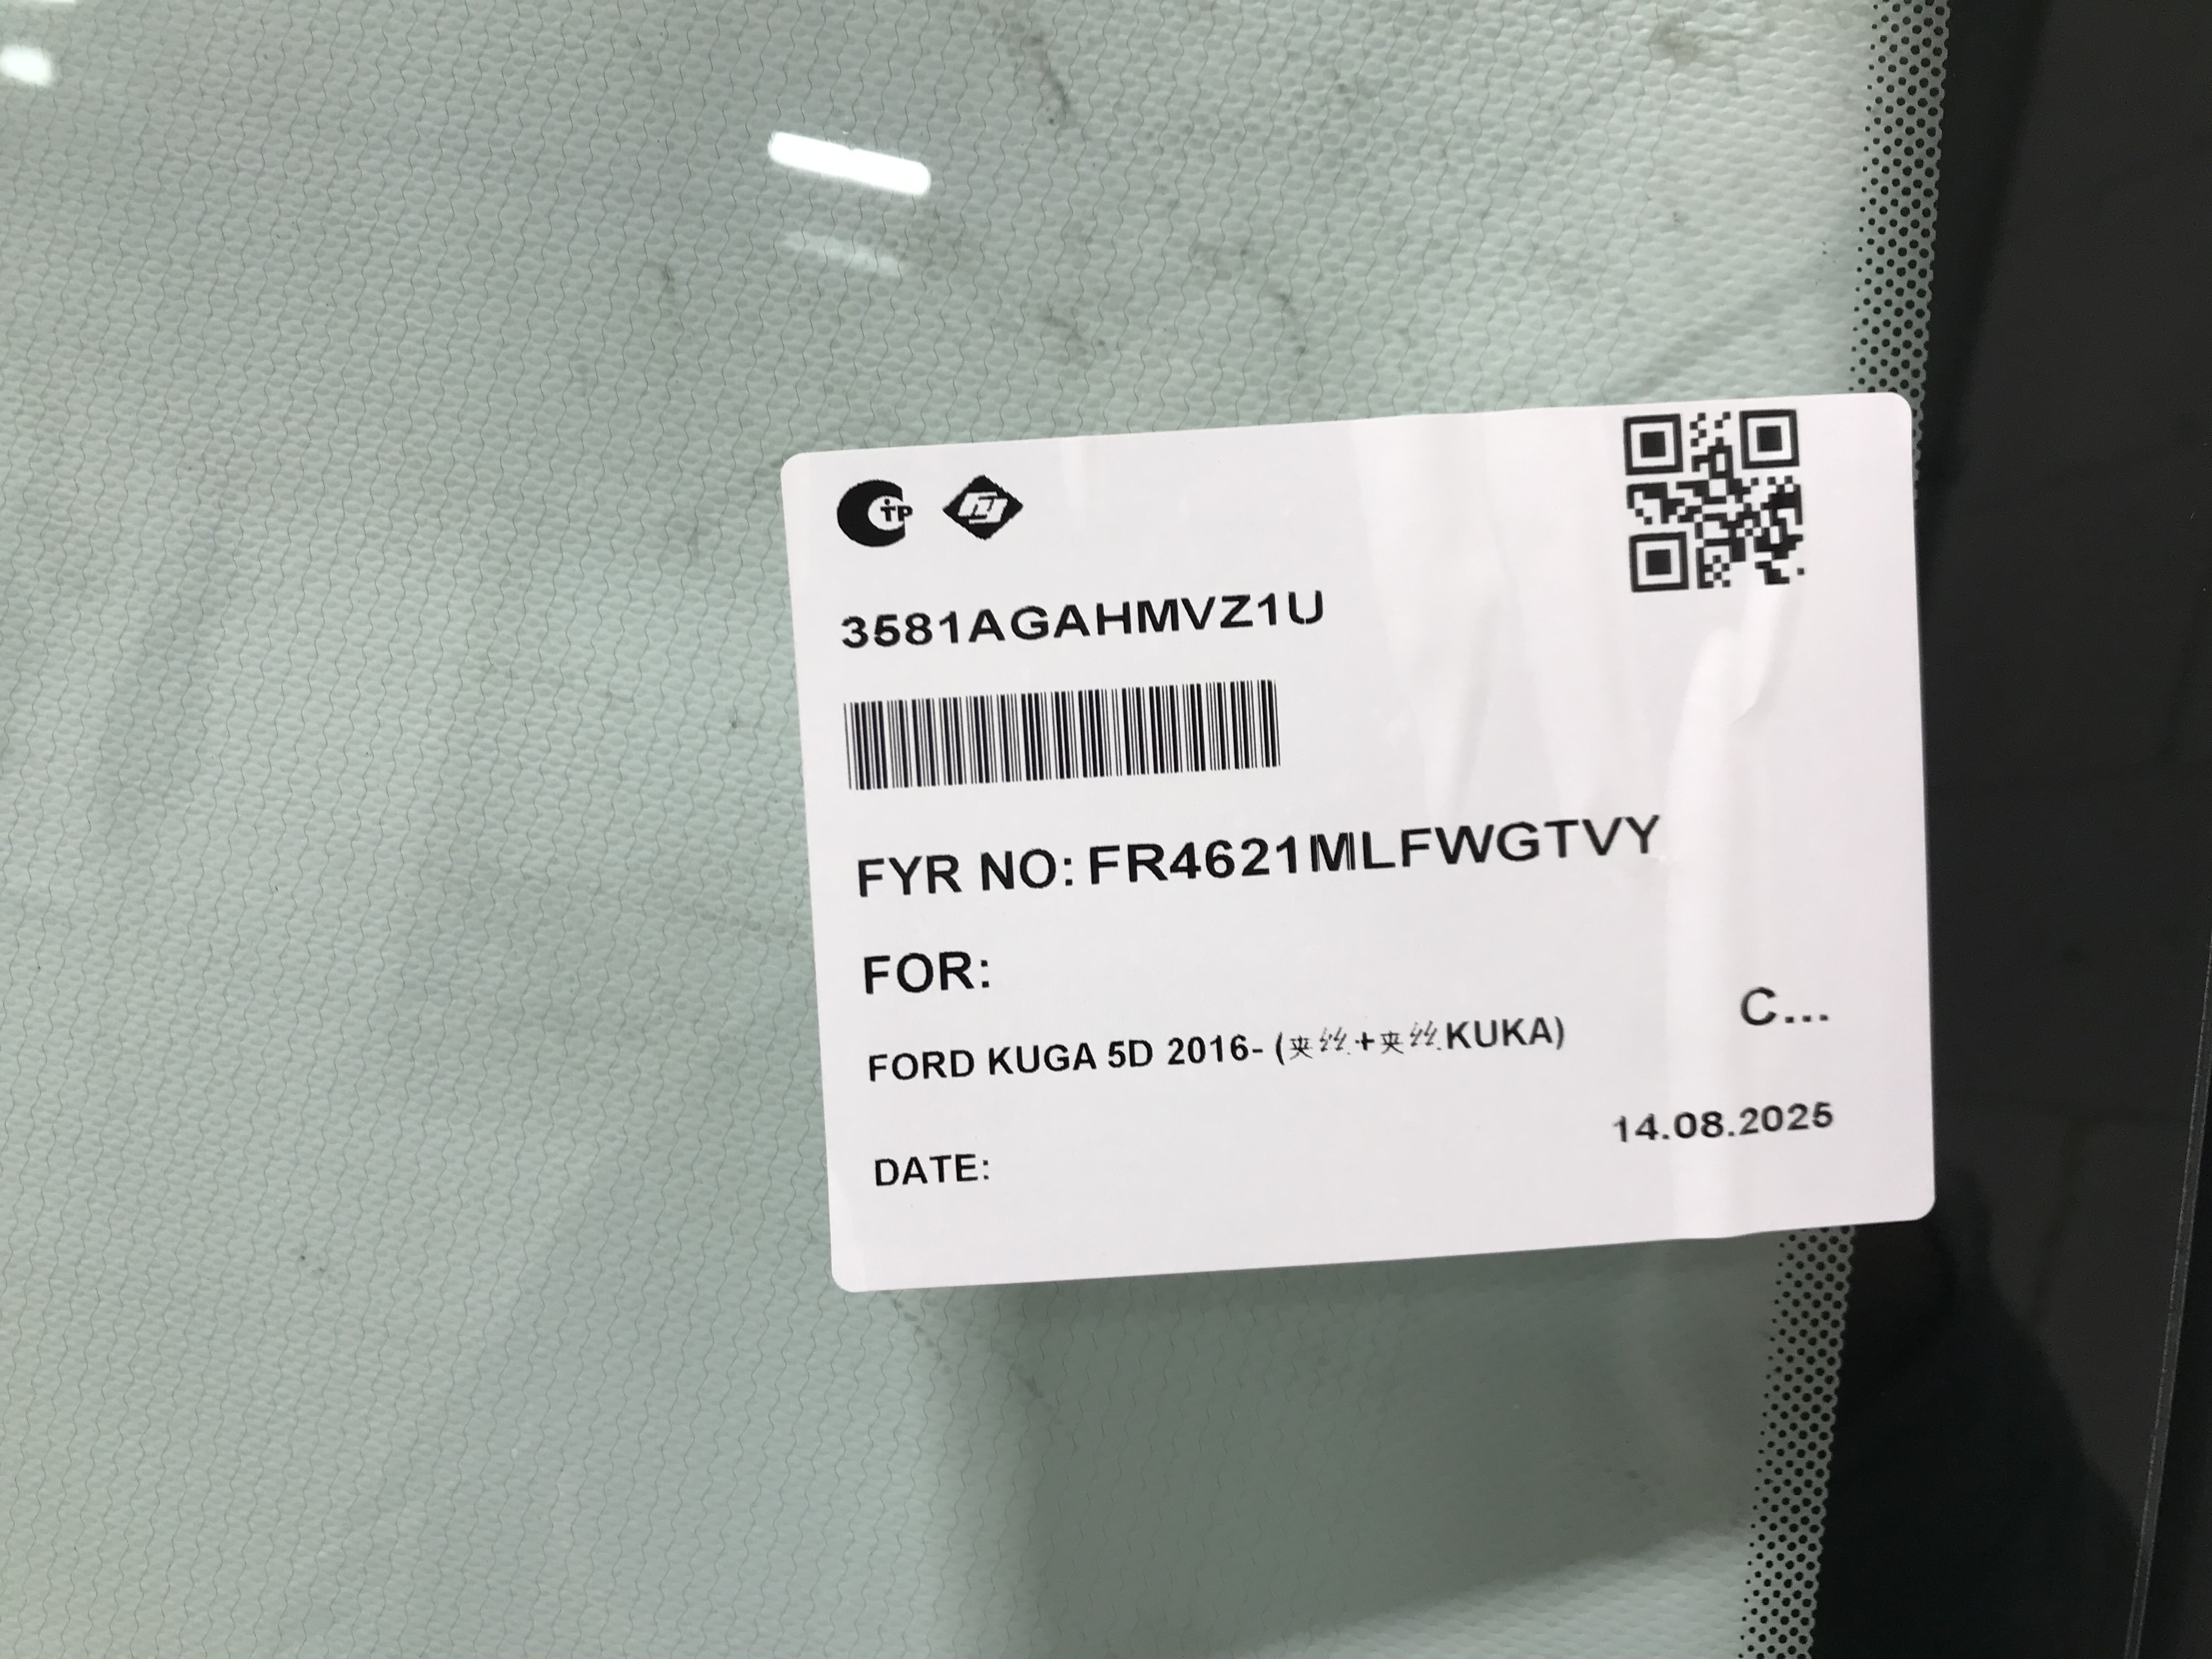 CTP
3581AGAHMVZ1U
FYR NO: FR4621MLFWGTVY
FOR:
C...
FORD KUGA 5D 2016- (夹丝+夹丝KUKA)
14.08.2025
DATE: